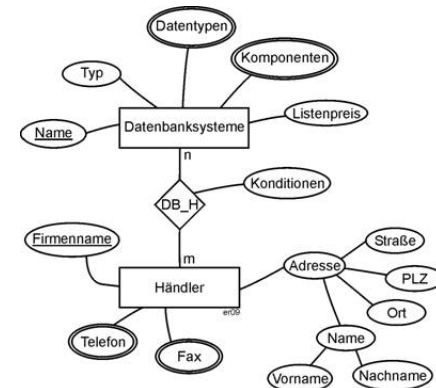 Datentypen
Komponenten
Typ
Listenpreis
Name
Datenbanksysteme
n
Konditionen
DB_H
m
Firmenname
Straße
Adresse
PLZ
Händler
Ort
er09
Telefon
Name
Fax
Vorname
Nachname